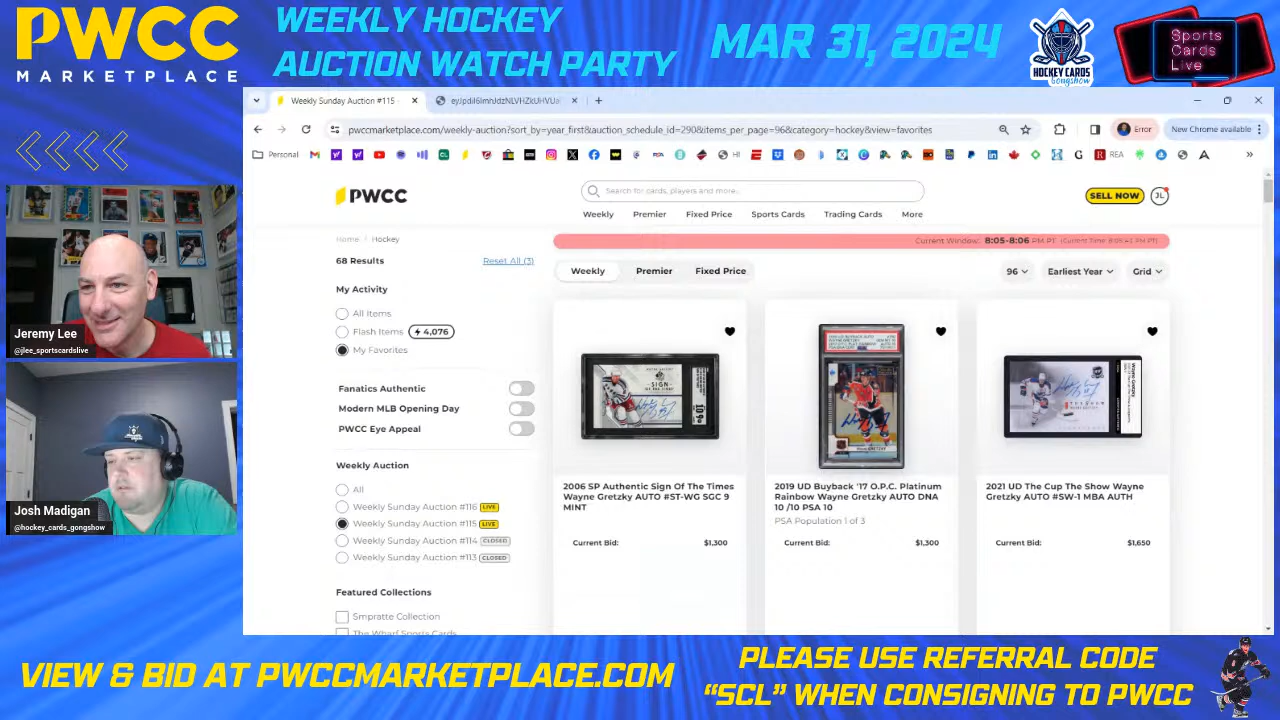 PWCC
MARKETPLACE
WEEKLY HOCKEY
AUCTION WATCH PARTY
MAR 31, 2024
HOCKEY CARDS
Gongshow
Sports
Cards
Live
Weekly Sunday Auction #115 -
New Chrome available
Error
pwccmarketplace.com/weekly-auction?sort_by=year_first&auction_schedule_id=290&items_per_page=96&category=hockey&view=favorites
Personal
REA
PWCC
Search for cards, players and more...
SELL NOW
JL
Weekly Premier Fixed Price Sports Cards Trading Cards More
Home / Hockey
Current Window: 8:05-8:06 PM PT
68 Results
Reset All (3)
Weekly Premier Fixed Price
96 Earliest Year Grid
My Activity
All Items
Flash Items 4,076
My Favorites
Fanatics Authentic
Modern MLB Opening Day
PWCC Eye Appeal
Weekly Auction
All
Weekly Sunday Auction #116 LIVE
Weekly Sunday Auction #115 LIVE
Weekly Sunday Auction #114 CLOSED
Weekly Sunday Auction #113 CLOSED
Featured Collections
Smpratte Collection
The Wharf Sports Cards
2006 SP Authentic Sign Of The Times
Wayne Gretzky AUTO #ST-WG SGC 9
MINT
Current Bid: $1,300
2019 UD Buyback '17 O.P.C. Platinum
Rainbow Wayne Gretzky AUTO DNA
10 /10 PSA 10
PSA Population 1 of 3
Current Bid: $1,300
2021 UD The Cup The Show Wayne
Gretzky AUTO #SW-1 MBA AUTH
Current Bid: $1,650
Jeremy Lee
@jlee_sportscardslive
Josh Madigan
@hockey_cards_gongshow
VIEW & BID AT PWCCMARKETPLACE.COM
PLEASE USE REFERRAL CODE
“SCL” WHEN CONSIGNING TO PWCC